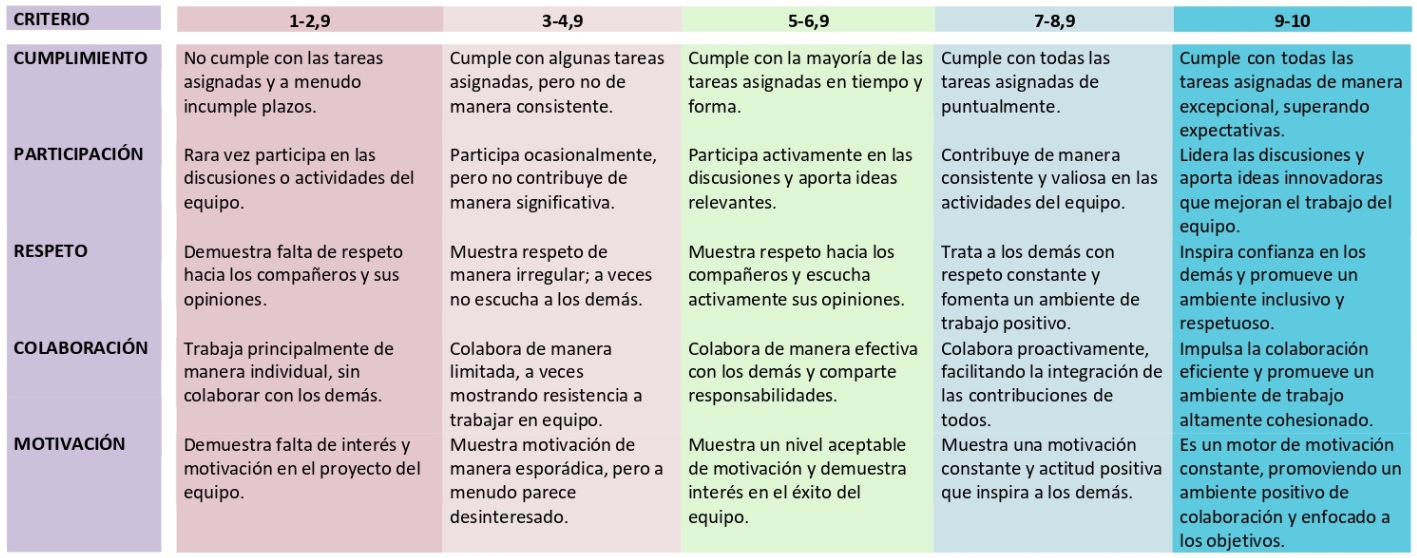 CRITERIO 1-2,9 3-4,9 5-6,9 7-8,9 9-10
CUMPLIMIENTO
No cumple con las tareas
asignadas y a menudo
incumple plazos.
Cumple con algunas tareas
asignadas, pero no de
manera consistente.
Cumple con la mayoría de las
tareas asignadas en tiempo y
forma.
Cumple con todas las
tareas asignadas de
puntualmente.
Cumple con todas las
tareas asignadas de manera
excepcional, superando
expectativas.
PARTICIPACIÓN
Rara vez participa en las
discusiones o actividades del
equipo.
Participa ocasionalmente,
pero no contribuye de
manera significativa.
Participa activamente en las
discusiones y aporta ideas
relevantes.
Contribuye de manera
consistente y valiosa en las
actividades del equipo.
Lidera las discusiones y
aporta ideas innovadoras
que mejoran el trabajo del
equipo.
RESPETO
Demuestra falta de respeto
hacia los compañeros y sus
opiniones.
Muestra respeto de
manera irregular; a veces
no escucha a los demás.
Muestra respeto hacia los
compañeros y escucha
activamente sus opiniones.
Trata a los demás con
respeto constante y
fomenta un ambiente de
trabajo positivo.
Inspira confianza en los
demás y promueve un
ambiente inclusivo y
respetuoso.
COLABORACIÓN
Trabaja principalmente de
manera individual, sin
colaborar con los demás.
Colabora de manera
limitada, a veces
mostrando resistencia a
trabajar en equipo.
Colabora de manera efectiva
con los demás y comparte
responsabilidades.
Colabora proactivamente,
facilitando la integración de
las contribuciones de
todos.
Impulsa la colaboración
eficiente y promueve un
ambiente de trabajo
altamente cohesionado.
MOTIVACIÓN
Demuestra falta de interés y
motivación en el proyecto del
equipo.
Muestra motivación de
manera esporádica, pero a
menudo parece
desinteresado.
Muestra un nivel aceptable
de motivación y demuestra
interés en el éxito del
equipo.
Muestra una motivación
constante y actitud positiva
que inspira a los demás.
Es un motor de motivación
constante, promoviendo un
ambiente positivo de
colaboración y enfocado a
los objetivos.